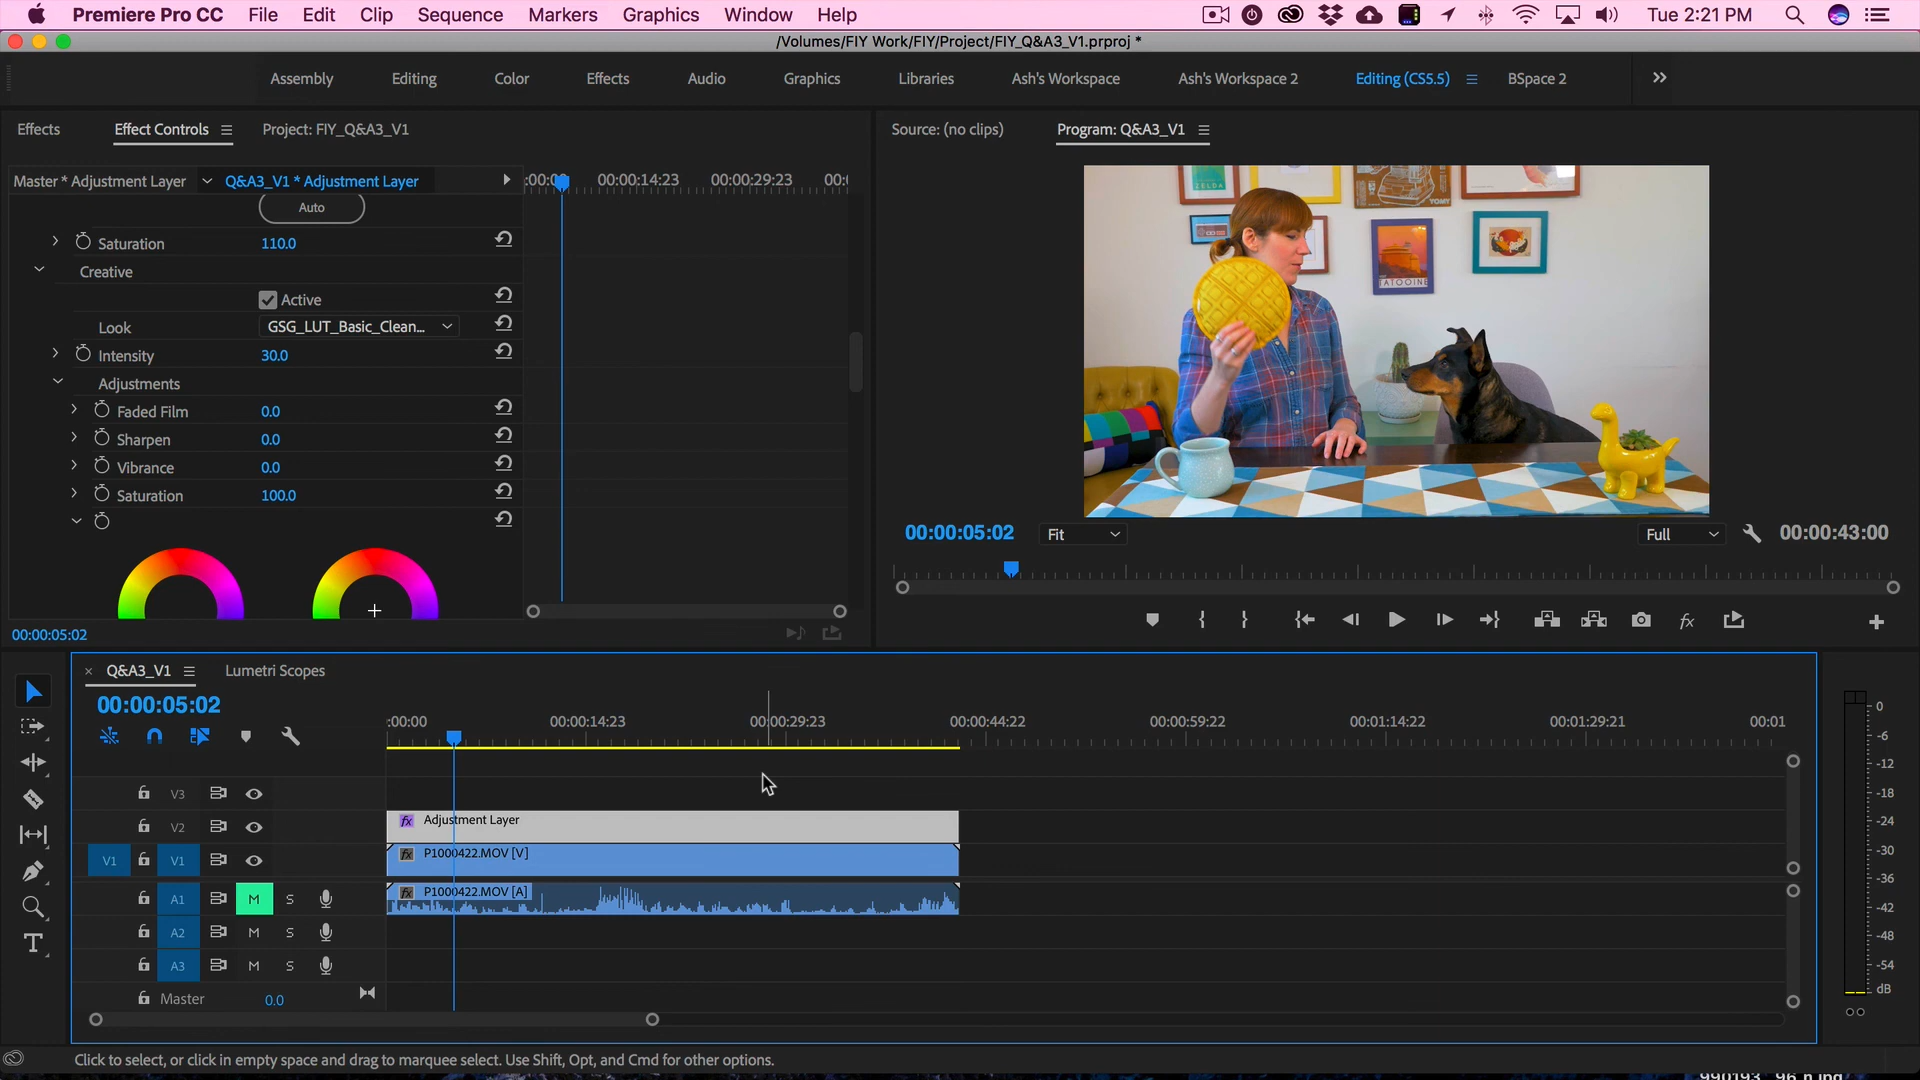 Premiere Pro CC File Edit Clip Sequence Markers Graphics Window Help Tue 2:21 PM
/Volumes/FIY Work/FIY/Project/FIY_Q&A3_V1.prproj *
Assembly Editing Color Effects Audio Graphics Libraries Ash's Workspace Ash's Workspace 2 Editing (CS5.5) BSpace 2
Effects Effect Controls Project: FIY_Q&A3_V1
Source: (no clips) Program: Q&A3_V1
Master * Adjustment Layer Q&A3_V1 * Adjustment Layer 00:00:14:23 00:00:29:23
Auto
Saturation 110.0
Creative
Active
Look GSG_LUT_Basic_Clean...
Intensity 30.0
Adjustments
Faded Film 0.0
Sharpen 0.0
Vibrance 0.0
Saturation 100.0
ZELDA
TATOOINE
00:00:05:02 Fit Full 00:00:43:00
00:00:05:02
Q&A3_V1 Lumetri Scopes
00:00:05:02
:00:00 00:00:14:23 00:00:29:23 00:00:44:22 00:00:59:22 00:01:14:22 00:01:29:21 00:01
V3
V2 fx Adjustment Layer
V1 V1 fx P1000422.MOV [V]
A1 M S fx P1000422.MOV [A]
A2 M S
A3 M S
Master 0.0
0
-6
-12
-18
-24
-30
-36
-42
-48
-54
dB
Click to select, or click in empty space and drag to marquee select. Use Shift, Opt, and Cmd for other options.